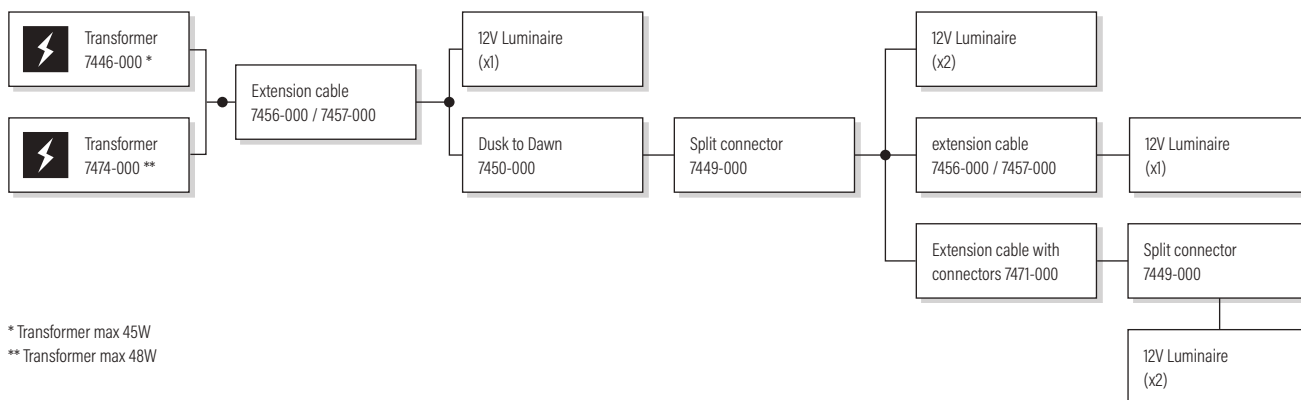 Transformer
7446-000 *
Transformer
7474-000 **
Extension cable
7456-000 / 7457-000
12V Luminaire
(x1)
Dusk to Dawn
7450-000
Split connector
7449-000
12V Luminaire
(x2)
extension cable
7456-000 / 7457-000
12V Luminaire
(x1)
Extension cable with
connectors 7471-000
Split connector
7449-000
12V Luminaire
(x2)
* Transformer max 45W
** Transformer max 48W